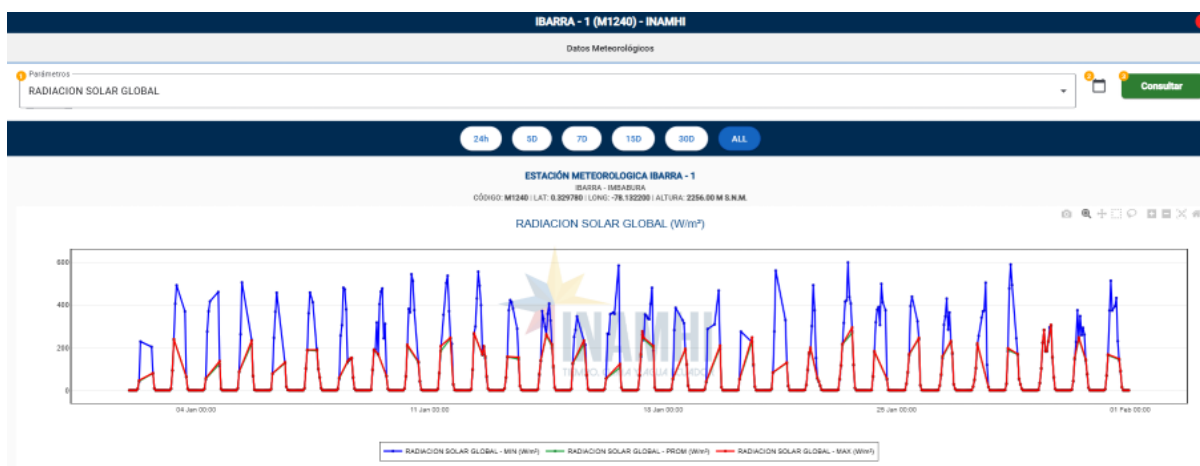 IBARRA - 1 (M1240) - INAMHI
Datos Meteorológicos
1 Parámetros
2
3
RADIACION SOLAR GLOBAL
Consultar
24h 5D 7D 15D 30D ALL
ESTACIÓN METEOROLOGICA IBARRA - 1
IBARRA - IMBABURA
CÓDIGO: M1240 | LAT: 0.329780 | LONG: -78.132200 | ALTURA: 2256.00 M S.N.M.
RADIACION SOLAR GLOBAL (W/m²)
600
400
200
0
INAMHI
04 Jan 00:00 11 Jan 00:00 18 Jan 00:00 25 Jan 00:00 01 Feb 00:00
RADIACION SOLAR GLOBAL - MIN (W/m²) RADIACION SOLAR GLOBAL - PROM (W/m²) RADIACION SOLAR GLOBAL - MAX (W/m²)